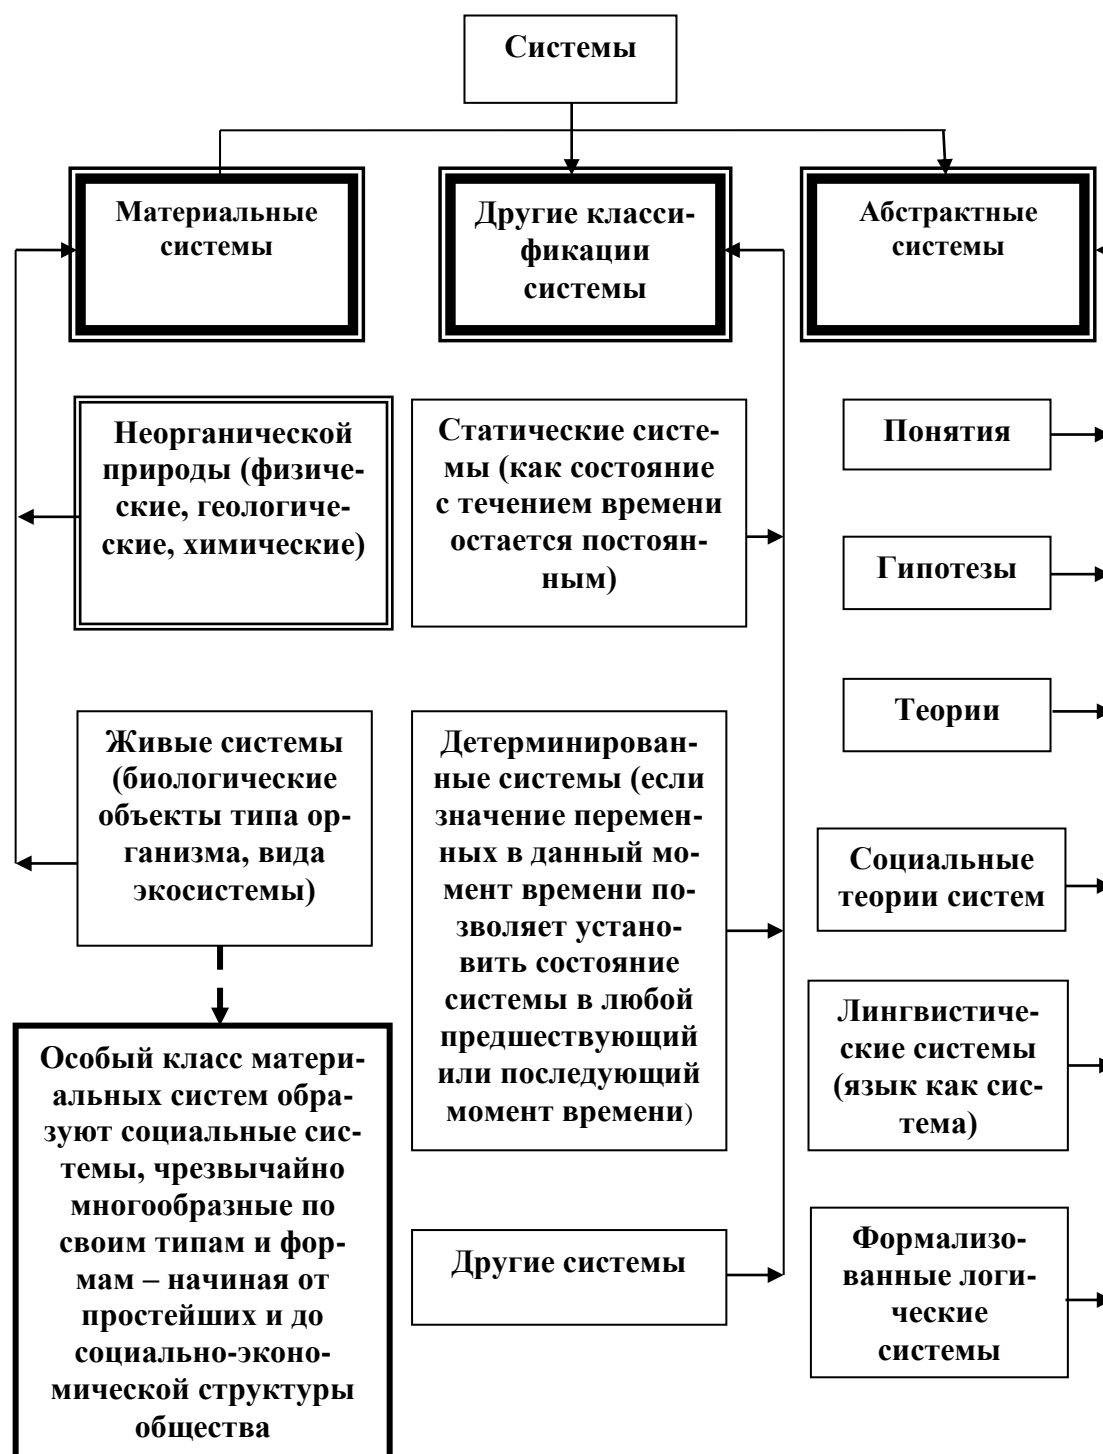 Системы
Материальные
системы
Другие класси-
фикации
системы
Абстрактные
системы
Неорганической
природы (физиче-
ские, геологиче-
ские, химические)
Статические систе-
мы (как состояние
с течением времени
остается постоян-
ным)
Понятия
Гипотезы
Теории
Живые системы
(биологические
объекты типа ор-
ганизма, вида
экосистемы)
Детерминирован-
ные системы (если
значение перемен-
ных в данный мо-
мент времени по-
зволяет устано-
вить состояние
системы в любой
предшествующий
или последующий
момент времени)
Социальные
теории систем
Лингвистиче-
ские системы
(язык как сис-
тема)
Особый класс матери-
альных систем обра-
зуют социальные сис-
темы, чрезвычайно
многообразные по
своим типам и фор-
мам – начиная от
простейших и до
социально-эконо-
мической структуры
общества
Другие системы
Формализо-
ванные логи-
ческие
системы